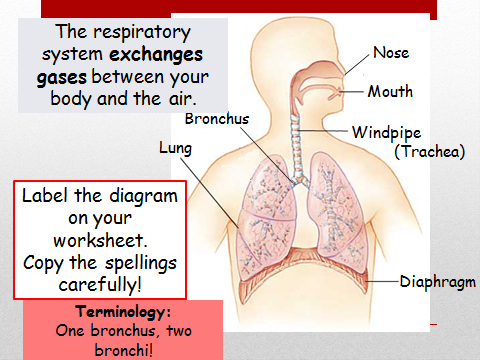 The respiratory
system exchanges
gases between your
body and the air.
Nose
Mouth
Bronchus
Windpipe
(Trachea)
Lung
Label the diagram
on your
worksheet.
Copy the spellings
carefully!
Diaphragm
Terminology:
One bronchus, two
bronchi!